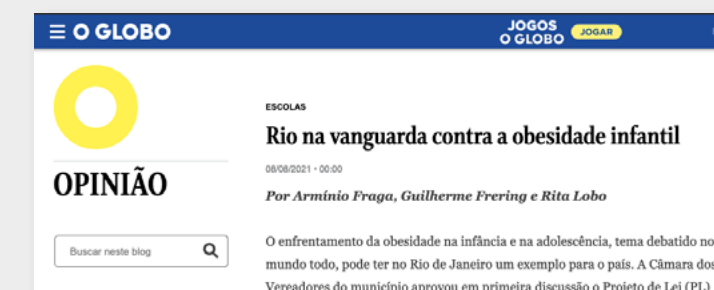 O GLOBO
JOGOS
O GLOBO
JOGAR
OPINIÃO
Buscar neste blog
ESCOLAS
Rio na vanguarda contra a obesidade infantil
08/08/2021 • 00:00
Por Armínio Fraga, Guilherme Frering e Rita Lobo
O enfrentamento da obesidade na infância e na adolescência, tema debatido no
mundo todo, pode ter no Rio de Janeiro um exemplo para o país. A Câmara dos
Vereadores do município aprovou em primeira discussão o Projeto de Lei (PL)